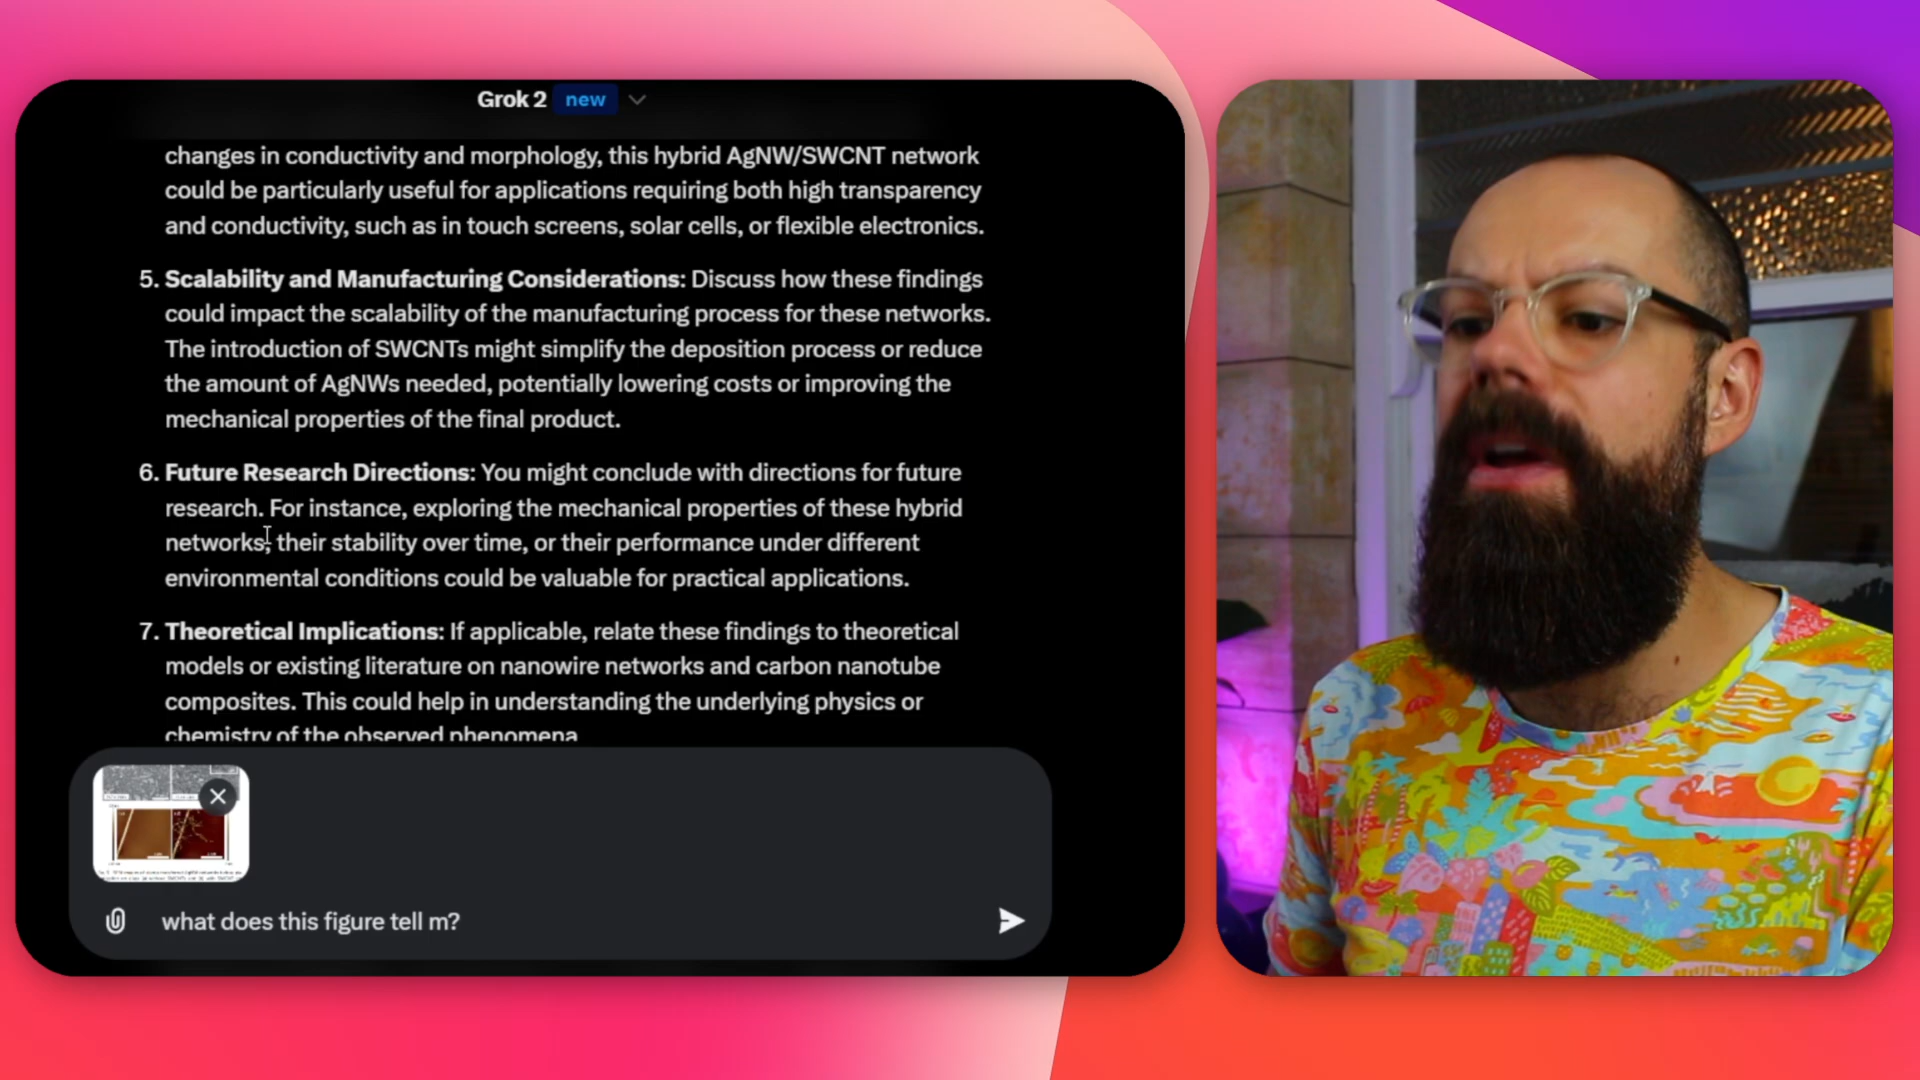 Grok 2 new
changes in conductivity and morphology, this hybrid AgNW/SWCNT network
could be particularly useful for applications requiring both high transparency
and conductivity, such as in touch screens, solar cells, or flexible electronics.
5. Scalability and Manufacturing Considerations: Discuss how these findings
could impact the scalability of the manufacturing process for these networks.
The introduction of SWCNTs might simplify the deposition process or reduce
the amount of AgNWs needed, potentially lowering costs or improving the
mechanical properties of the final product.
6. Future Research Directions: You might conclude with directions for future
research. For instance, exploring the mechanical properties of these hybrid
networks, their stability over time, or their performance under different
environmental conditions could be valuable for practical applications.
7. Theoretical Implications: If applicable, relate these findings to theoretical
models or existing literature on nanowire networks and carbon nanotube
composites. This could help in understanding the underlying physics or
chemistry of the observed phenomena
what does this figure tell m?